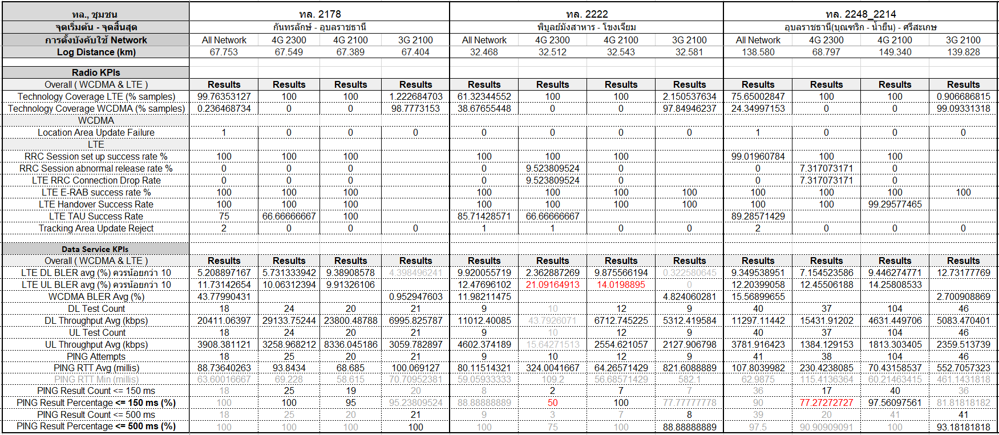 ทล., ชุมชน ทล. 2178 ทล. 2222 ทล. 2248_2214
จุดเริ่มต้น - จุดสิ้นสุด กันทรลักษ์ - อุบลราชธานี พิบูลย์มังสาหาร - โขงเจียม อุบลราชธานี(บุณฑริก - น้ำยืน) - ศรีสะเกษ
การตั้งบังคับใช้ Network All Network 4G 2300 4G 2100 3G 2100 All Network 4G 2300 4G 2100 3G 2100 All Network 4G 2300 4G 2100 3G 2100
Log Distance (km) 67.753 67.549 67.389 67.404 32.468 32.512 32.543 32.581 138.580 68.797 149.340 139.828
Radio KPIs
Overall ( WCDMA & LTE ) Results Results Results Results Results Results Results Results Results Results Results Results
Technology Coverage LTE (% samples) 99.76353127 100 100 1.222684703 61.32344552 100 100 2.150537634 75.65002847 100 100 0.906686815
Technology Coverage WCDMA (% samples) 0.236468734 0 0 98.7773153 38.67655448 0 0 97.84946237 24.34997153 0 0 99.09331318
WCDMA
Location Area Update Failure 1 0 0 0 0 0 0 0 1 0 0 0
LTE
RRC Session set up success rate % 100 100 100 100 100 100 99.01960784 100 100
RRC Session abnormal release rate % 0 0 0 0 9.523809524 0 0 7.317073171 0
LTE RRC Connection Drop Rate 0 0 0 0 9.523809524 0 0 7.317073171 0
LTE E-RAB success rate % 100 100 100 100 100 100 100 100 100 100 100
LTE Handover Success Rate 100 100 100 100 100 100 100 100 100 99.29577465
LTE TAU Success Rate 75 66.66666667 100 85.71428571 66.66666667 89.28571429
Tracking Area Update Reject 2 0 0 0 1 1 0 0 2 0 0 0
Data Service KPIs
Overall ( WCDMA & LTE ) Results Results Results Results Results Results Results Results Results Results Results Results
LTE DL BLER avg (%) ควรน้อยกว่า 10 5.208897167 5.731333942 9.38908578 4.398496241 9.920055719 2.362887269 9.875566194 0.322580645 9.349538951 7.154523586 9.446274771 12.73177769
LTE UL BLER avg (%) ควรน้อยกว่า 10 11.73142654 10.06312394 9.91326106 12.47696102 21.09164913 14.0198895 0 12.20399058 12.45506188 14.25808533
WCDMA BLER Avg (%) 43.77990431 0.952947603 11.98211475 4.824060281 15.56899655 2.700908869
DL Test Count 18 24 20 21 9 10 12 9 40 37 104 46
DL Throughput Avg (kbps) 20411.06397 29133.75244 23800.48788 6995.825787 11012.40085 43.7926071 6712.745225 5312.419584 11297.11442 15431.91202 4631.449706 5083.470401
UL Test Count 18 24 20 21 9 10 12 9 40 37 104 46
UL Throughput Avg (kbps) 3908.381121 3258.968212 8336.045186 3059.782897 4602.374189 15.64271513 2554.621057 2127.906798 3781.916423 1384.129153 1813.303405 2359.513739
PING Attempts 18 25 20 21 9 10 12 9 41 38 104 46
PING RTT Avg (millis) 88.73640263 93.8434 68.685 100.069127 80.11514321 324.0041667 64.26571429 821.6088889 107.8039982 230.4238085 70.43158537 552.7057323
PING RTT Min (millis) 63.60016667 69.228 58.615 70.70952381 59.05933333 109.2 56.68571429 582.1 62.9875 115.4136364 60.21463415 461.1431818
PING Result Count <= 150 ms 18 25 19 20 8 2 7 7 36 17 40 36
PING Result Percentage <= 150 ms (%) 100 100 95 95.23809524 88.88888889 50 100 77.77777778 90 77.27272727 97.56097561 81.81818182
PING Result Count <= 500 ms 18 25 20 21 9 3 7 8 39 20 41 41
PING Result Percentage <= 500 ms (%) 100 100 100 100 100 75 100 88.88888889 97.5 90.90909091 100 93.18181818